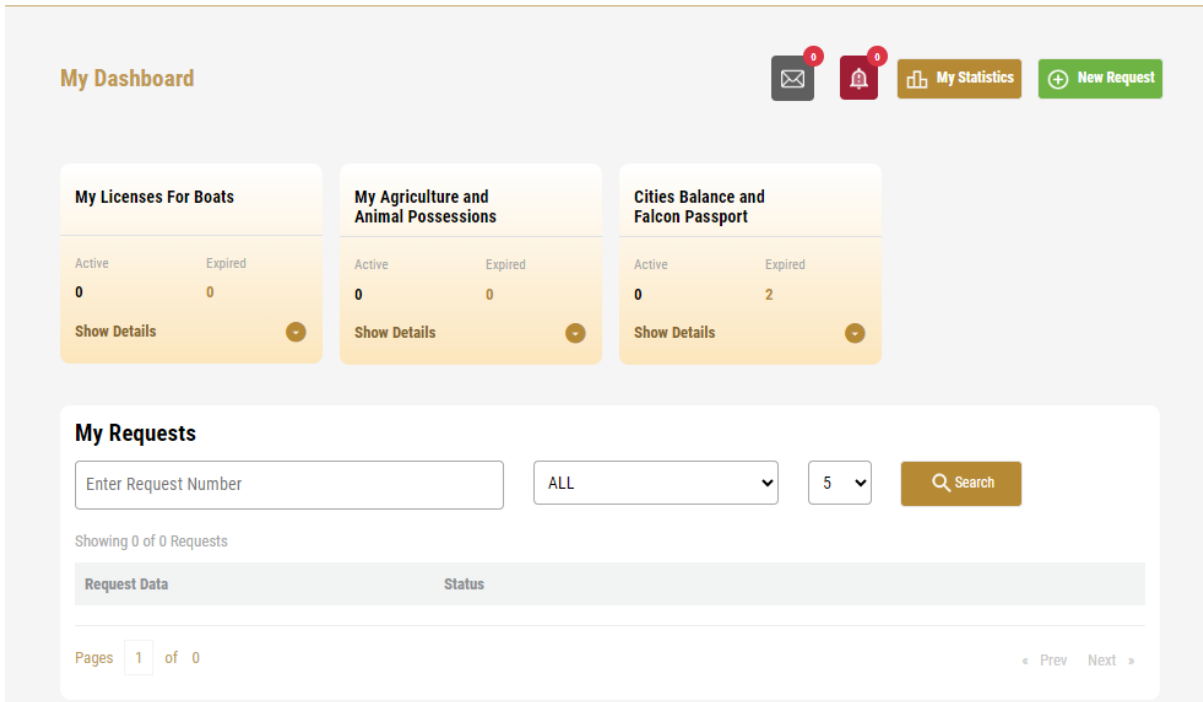 My Dashboard
0
0
My Statistics
New Request
My Licenses For Boats
Active Expired
0 0
Show Details
My Agriculture and
Animal Possessions
Active Expired
0 0
Show Details
Cities Balance and
Falcon Passport
Active Expired
0 2
Show Details
My Requests
Enter Request Number
ALL
5
Search
Showing 0 of 0 Requests
Request Data Status
Pages 1 of 0
« Prev Next »